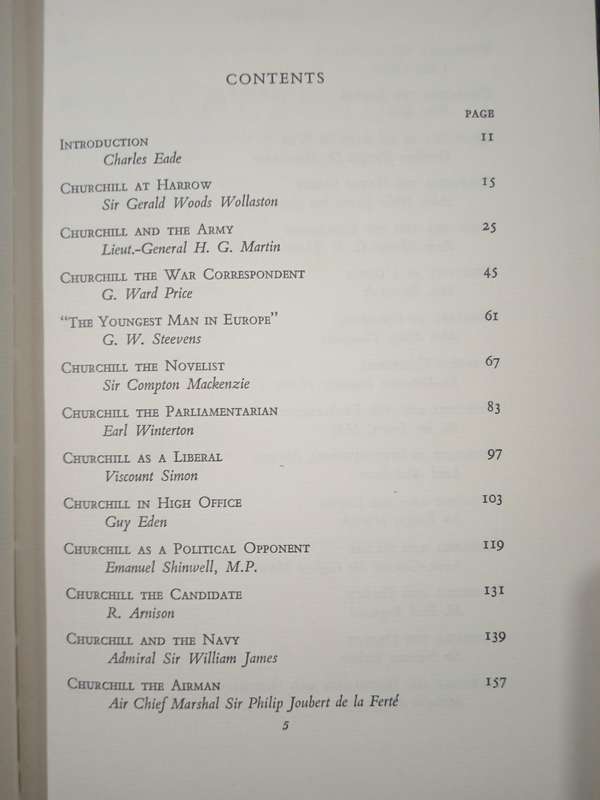 CONTENTS
PAGE
INTRODUCTION 11
Charles Eade
CHURCHILL AT HARROW 15
Sir Gerald Woods Wollaston
CHURCHILL AND THE ARMY 25
Lieut.-General H. G. Martin
CHURCHILL THE WAR CORRESPONDENT 45
G. Ward Price
"THE YOUNGEST MAN IN EUROPE" 61
G. W. Steevens
CHURCHILL THE NOVELIST 67
Sir Compton Mackenzie
CHURCHILL THE PARLIAMENTARIAN 83
Earl Winterton
CHURCHILL AS A LIBERAL 97
Viscount Simon
CHURCHILL IN HIGH OFFICE 103
Guy Eden
CHURCHILL AS A POLITICAL OPPONENT 119
Emanuel Shinwell, M.P.
CHURCHILL THE CANDIDATE 131
R. Arnison
CHURCHILL AND THE NAVY 139
Admiral Sir William James
CHURCHILL THE AIRMAN 157
Air Chief Marshal Sir Philip Joubert de la Ferté
5